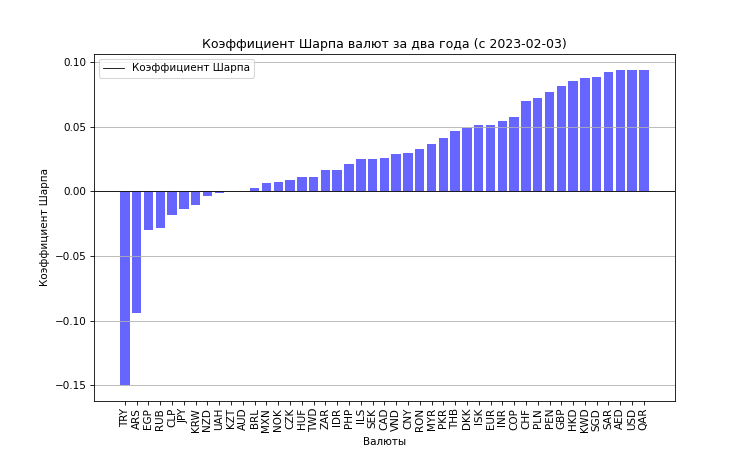 Коэффициент Шарпа валют за два года (с 2023-02-03)
Коэффициент Шарпа
0.10
0.05
0.00
−0.05
−0.10
−0.15
Коэффициент Шарпа
TRY ARS EGP RUB CLP JPY KRW NZD UAH KZT AUD BRL MXN NOK CZK HUF TWD ZAR IDR PHP ILS SEK CAD VND CNY RON MYR PKR THB DKK ISK EUR INR COP CHF PLN PEN GBP HKD KWD SGD SAR AED USD QAR
Валюты